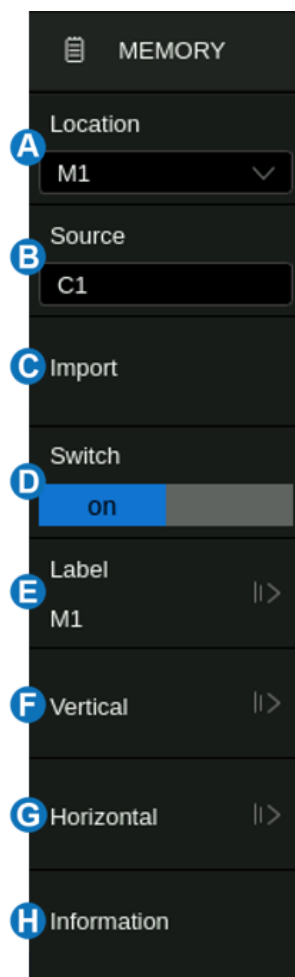 MEMORY
Location
A
M1
Source
B
C1
C Import
Switch
D
on
Label
E
M1
F Vertical
G Horizontal
H Information